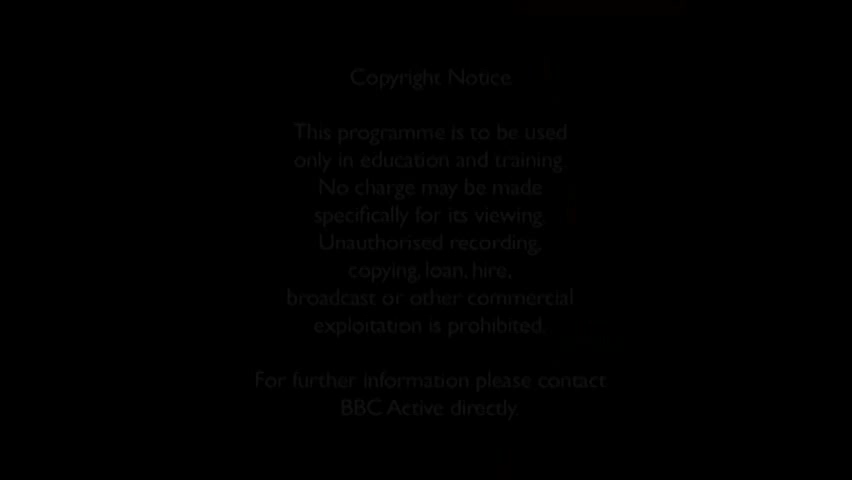 Copyright Notice
This programme is to be used
only in education and training.
No charge may be made
specifically for its viewing.
Unauthorised recording,
copying, loan, hire,
broadcast or other commercial
exploitation is prohibited.
For further information please contact
BBC Active directly.